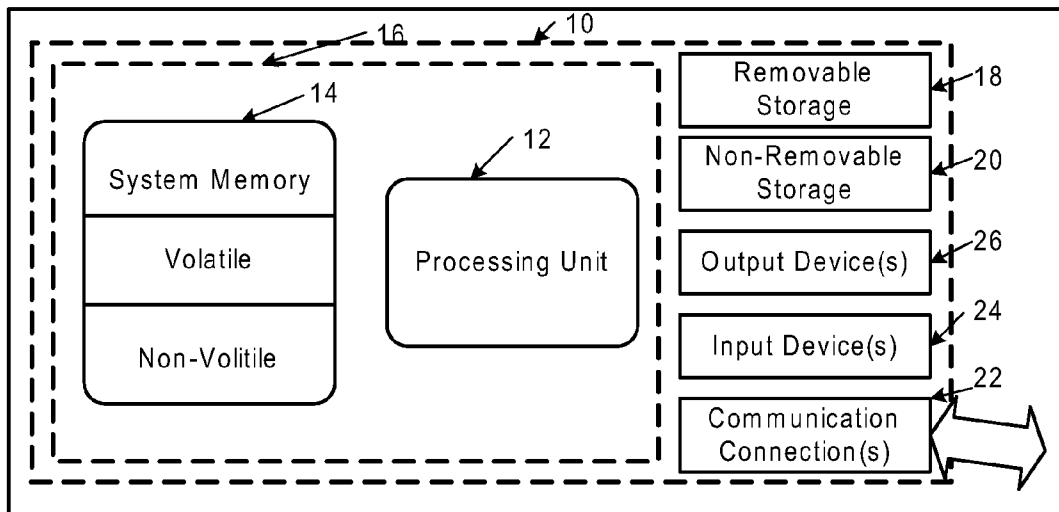 10
16
14
System Memory
Volatile
Non-Volitile
12
Processing Unit
Removable
Storage
18
Non-Removable
Storage
20
Output Device(s)
26
Input Device(s)
24
Communication
Connection(s)
22